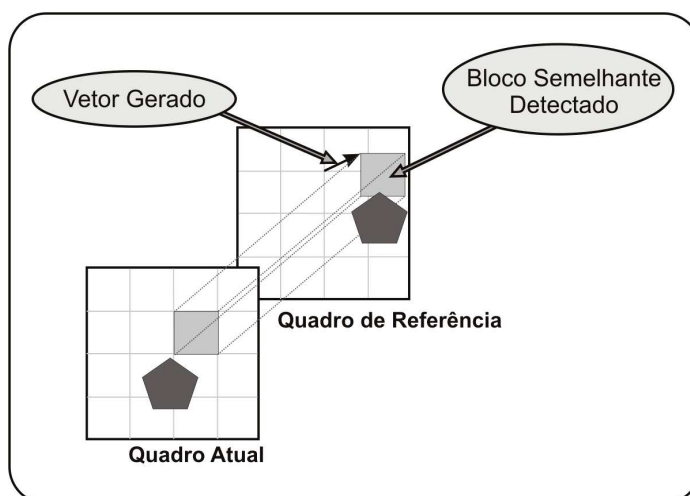 Vetor Gerado
Bloco Semelhante
Detectado
Quadro de Referência
Quadro Atual